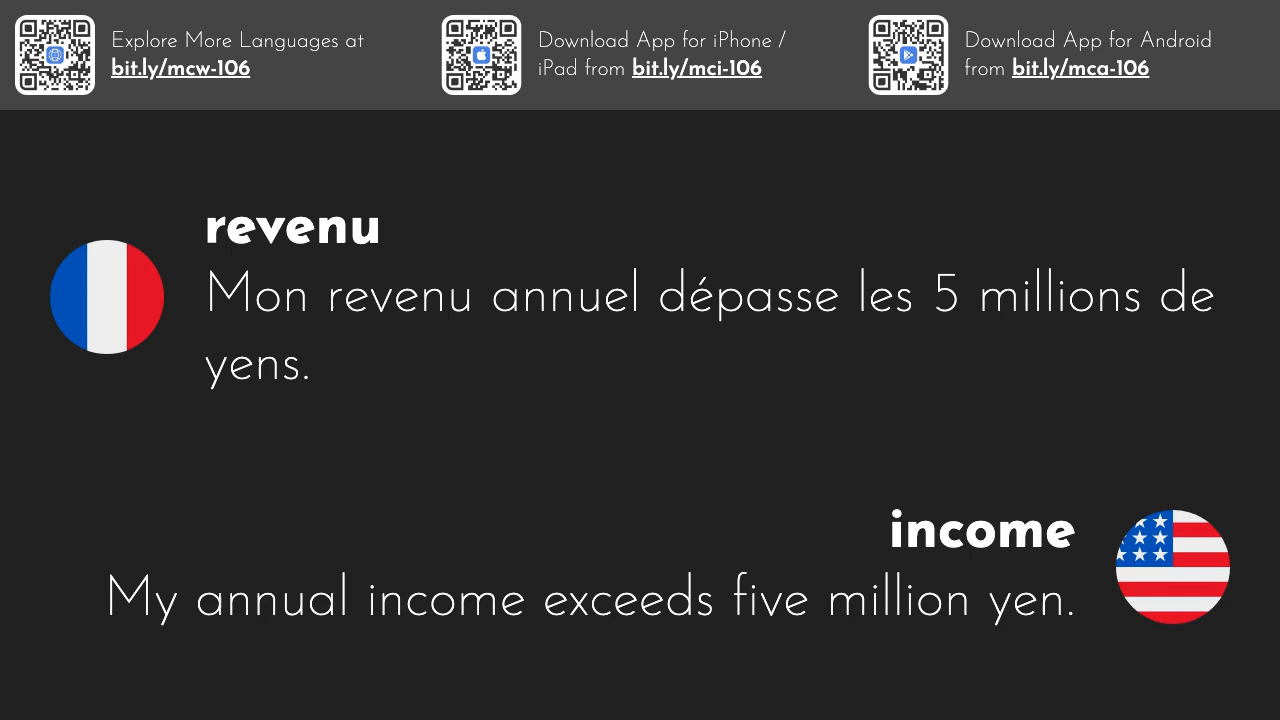 Explore More Languages at
bit.ly/mcw-106
Download App for iPhone /
iPad from bit.ly/mci-106
Download App for Android
from bit.ly/mca-106
revenu
Mon revenu annuel dépasse les 5 millions de
yens.
income
My annual income exceeds five million yen.